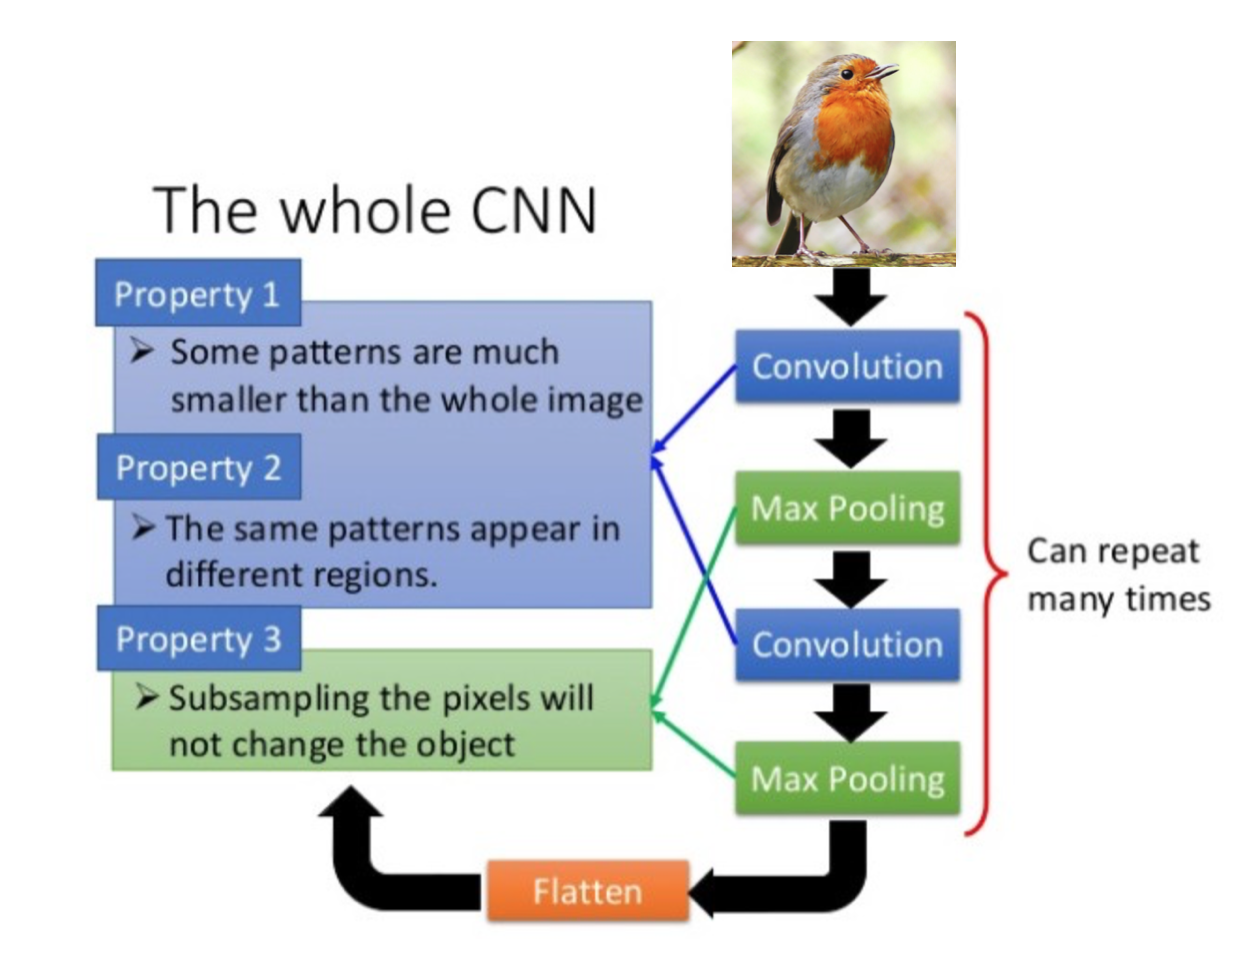 The whole CNN
Property 1
➢ Some patterns are much
smaller than the whole image
Property 2
➢ The same patterns appear in
different regions.
Property 3
➢ Subsampling the pixels will
not change the object
Convolution
Max Pooling
Convolution
Max Pooling
Can repeat
many times
Flatten